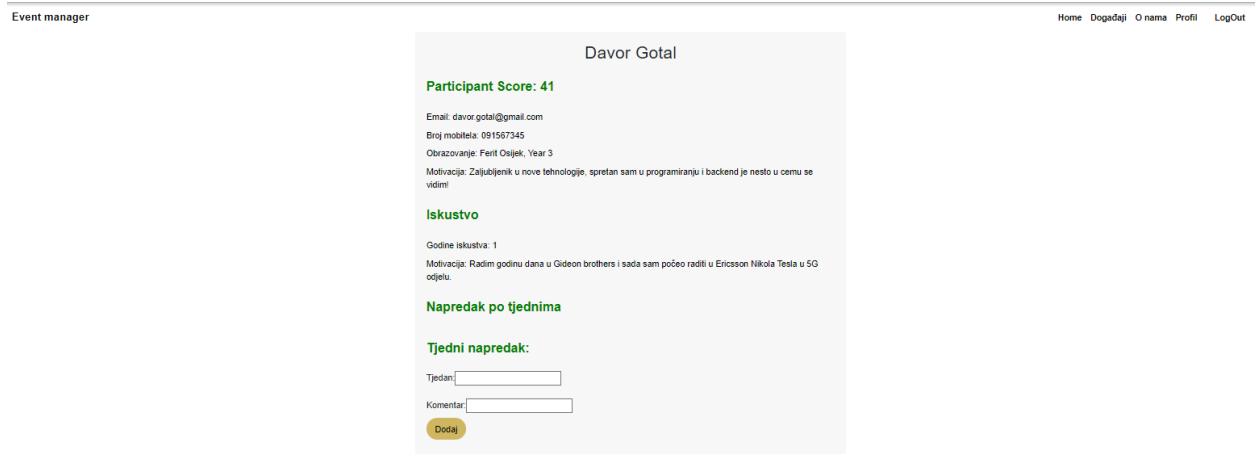 Event manager
Home Događaji O nama Profil LogOut
Davor Gotal
Participant Score: 41
Email: davor.gotal@gmail.com
Broj mobitela: 091567345
Obrazovanje: Ferit Osijek, Year 3
Motivacija: Zaljubljenik u nove tehnologije, spretan sam u programiranju i backend je nesto u cemu se
vidim!
Iskustvo
Godine iskustva: 1
Motivacija: Radim godinu dana u Gideon brothers i sada sam počeo raditi u Ericsson Nikola Tesla u 5G
odjelu.
Napredak po tjednima
Tjedni napredak:
Tjedan:
Komentar:
Dodaj